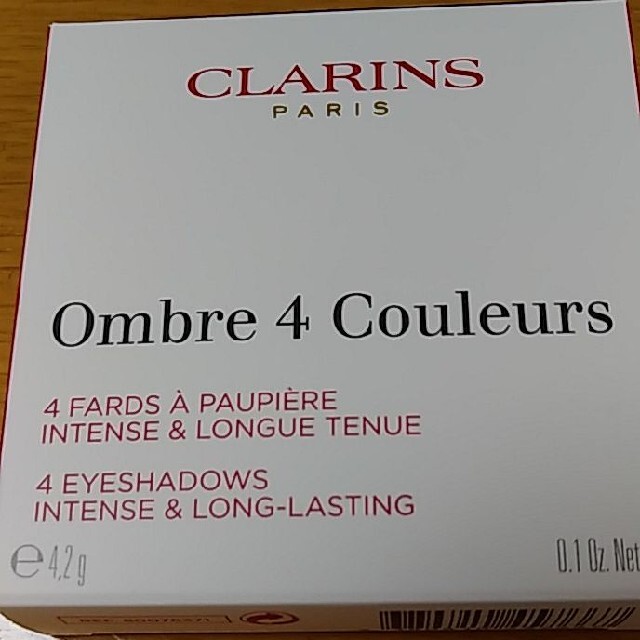 CLARINS
PARIS
Ombre 4 Couleurs
4 FARDS À PAUPIÈRE
INTENSE & LONGUE TENUE
4 EYESHADOWS
INTENSE & LONG-LASTING
℮ 4,2 g
0.1 Oz. Net